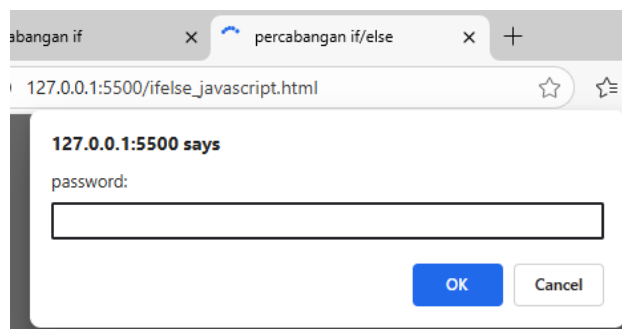 abangan if
percabangan if/else
127.0.0.1:5500/ifelse_javascript.html
127.0.0.1:5500 says
password:
OK
Cancel